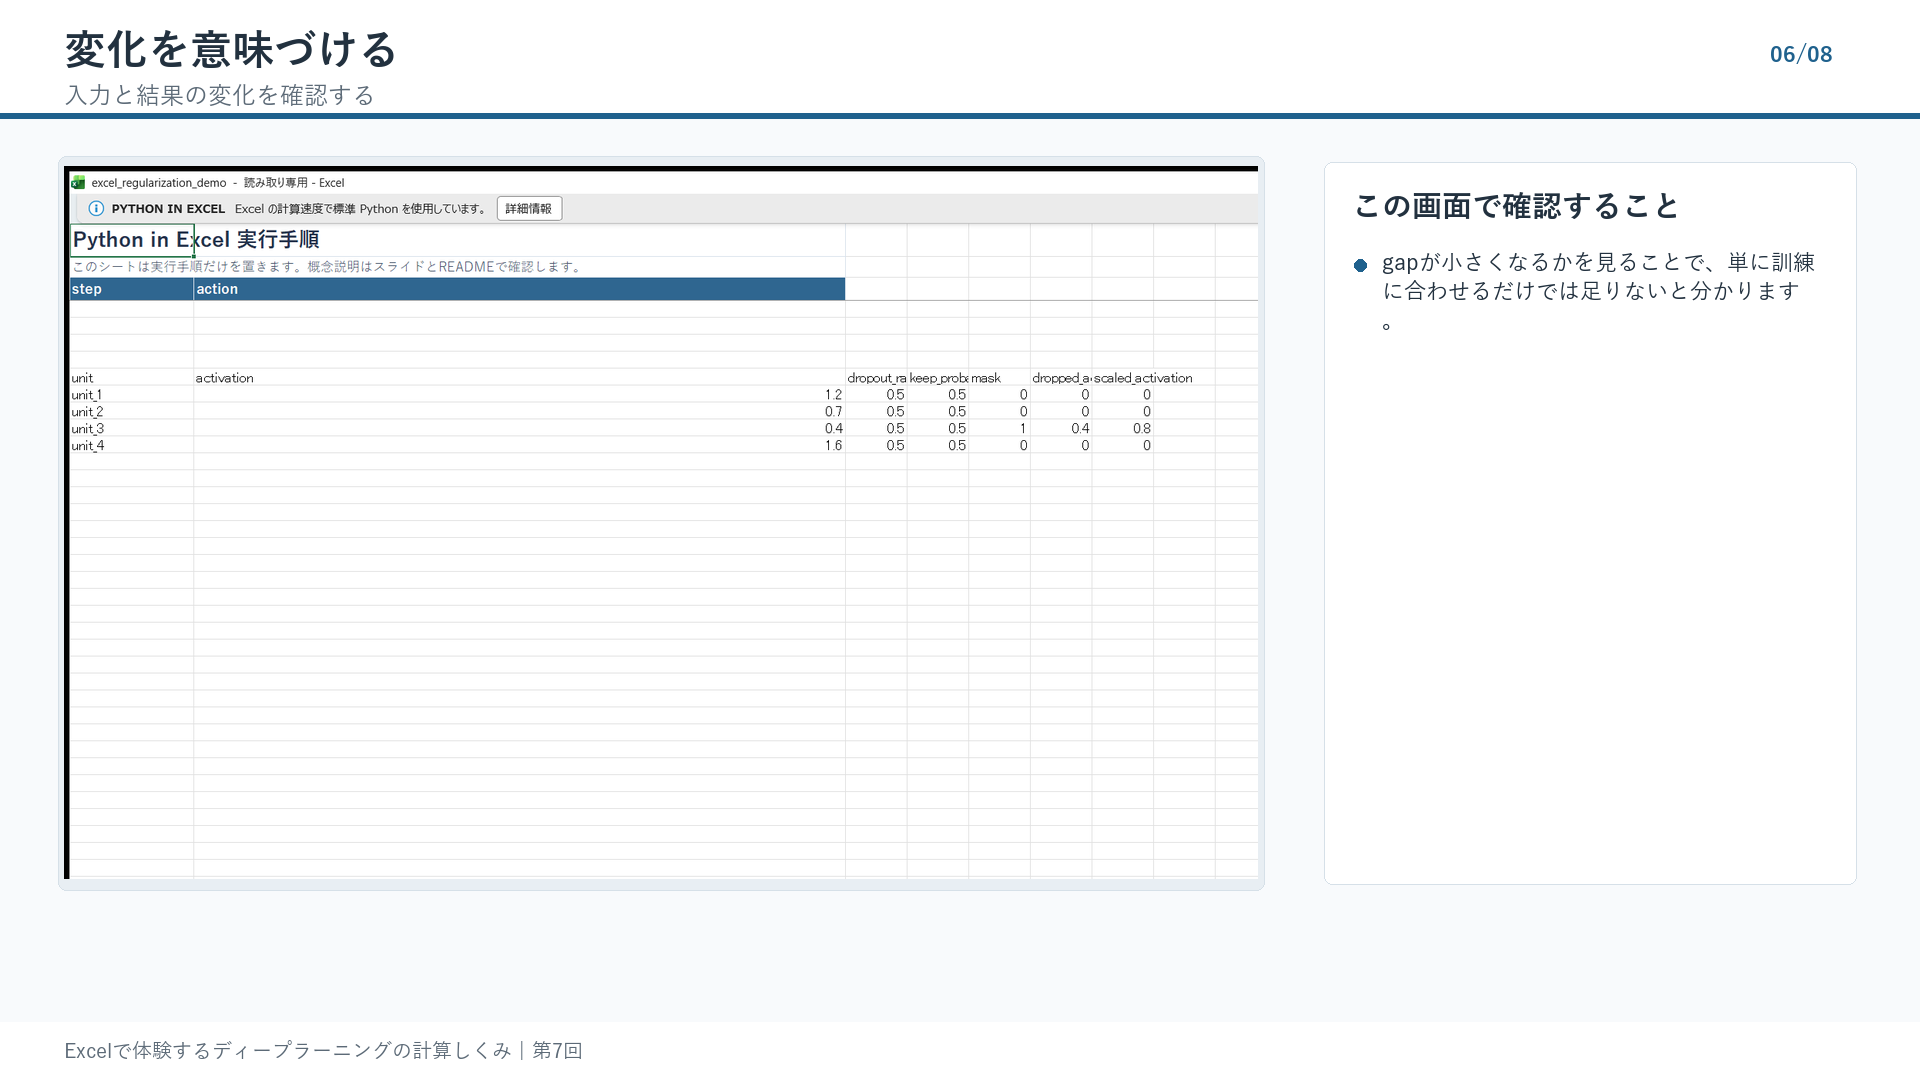 変化を意味づける
06/08
入力と結果の変化を確認する
excel_regularization_demo - 読み取り専用 - Excel
PYTHON IN EXCEL Excel の計算速度で標準 Python を使用しています。 詳細情報
Python in Excel 実行手順
このシートは実行手順だけを置きます。概念説明はスライドとREADMEで確認します。
step action
unit activation dropout_ra keep_proba mask dropped_a scaled_activation
unit_1 1.2 0.5 0.5 0 0 0
unit_2 0.7 0.5 0.5 0 0 0
unit_3 0.4 0.5 0.5 1 0.4 0.8
unit_4 1.6 0.5 0.5 0 0 0
この画面で確認すること
gapが小さくなるかを見ることで、単に訓練
に合わせるだけでは足りないと分かります
。
Excelで体験するディープラーニングの計算しくみ｜第7回